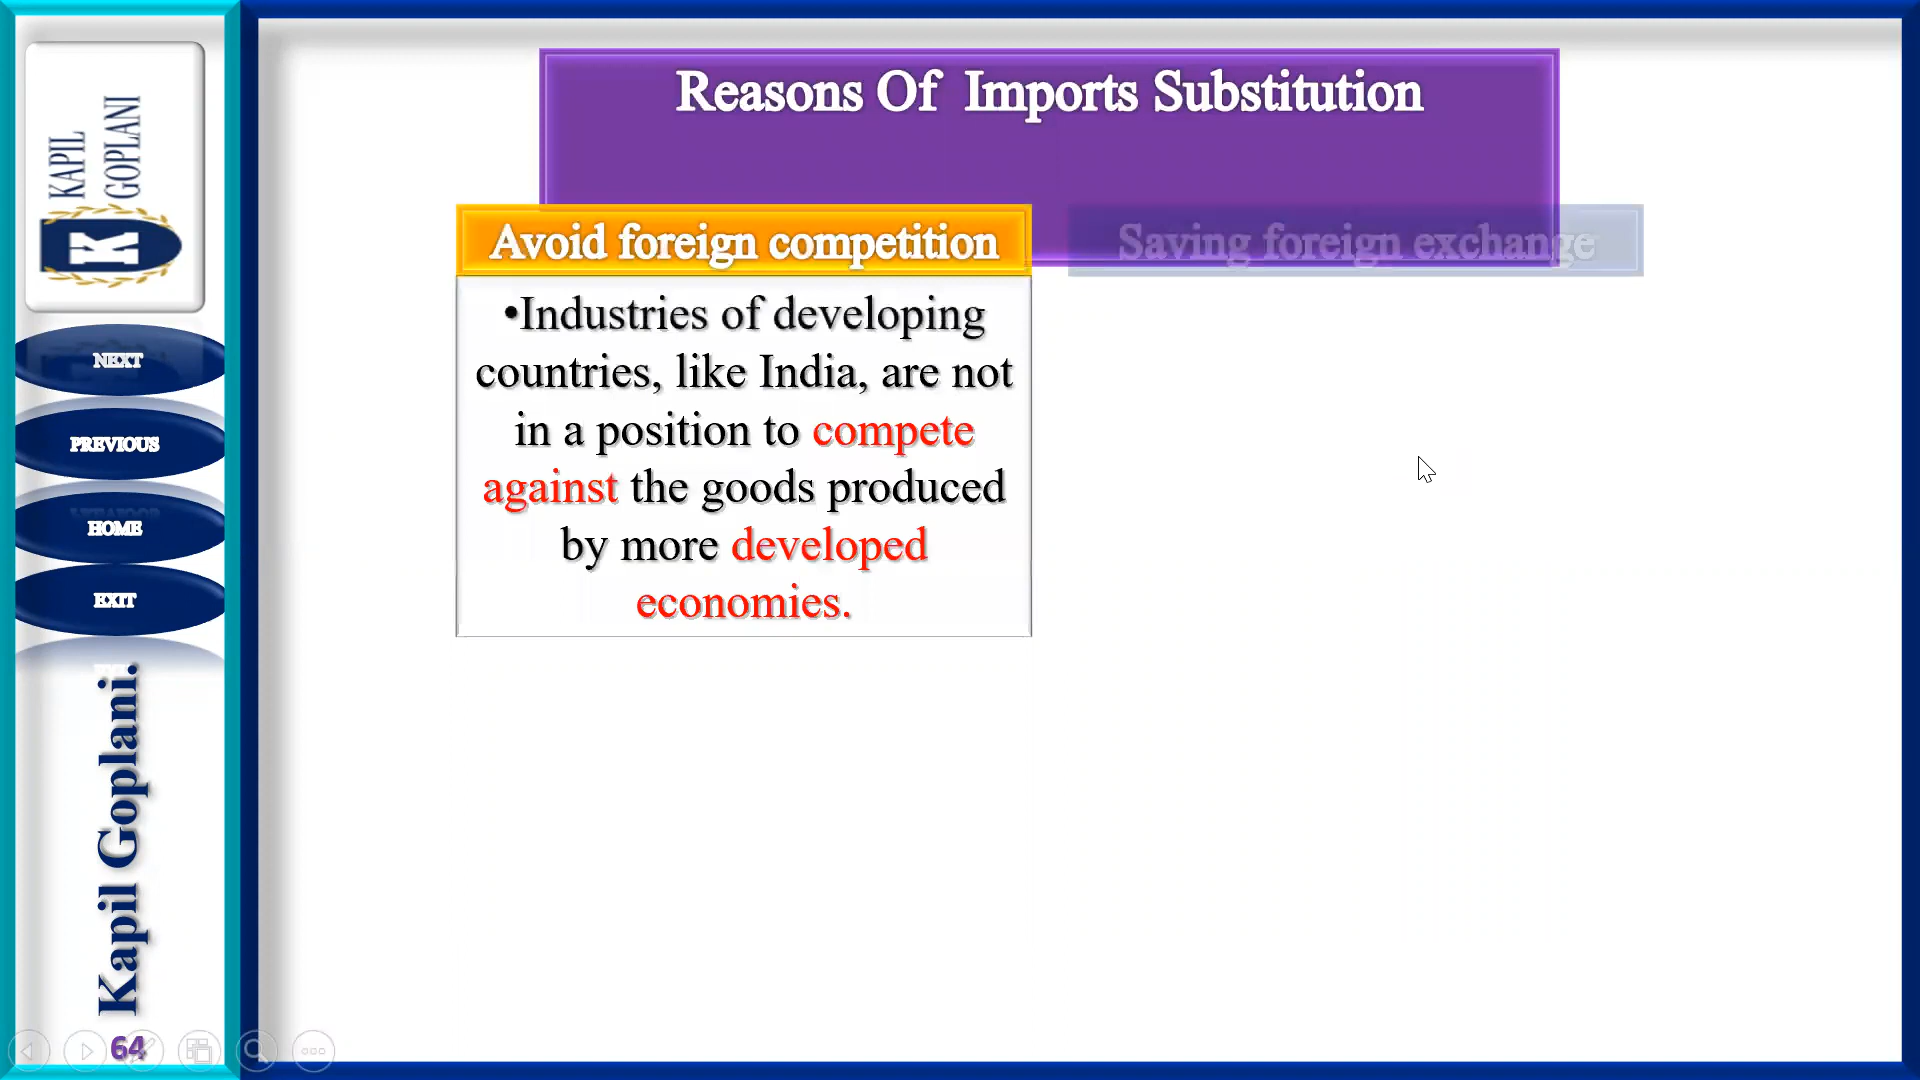 KAPIL
GOPLANI
K
NEXT
PREVIOUS
HOME
EXIT
Kapil Goplani.
64
Reasons Of  Imports Substitution
Avoid foreign competition
Saving foreign exchange
•Industries of developing
countries, like India, are not
in a position to compete
against the goods produced
by more developed
economies.